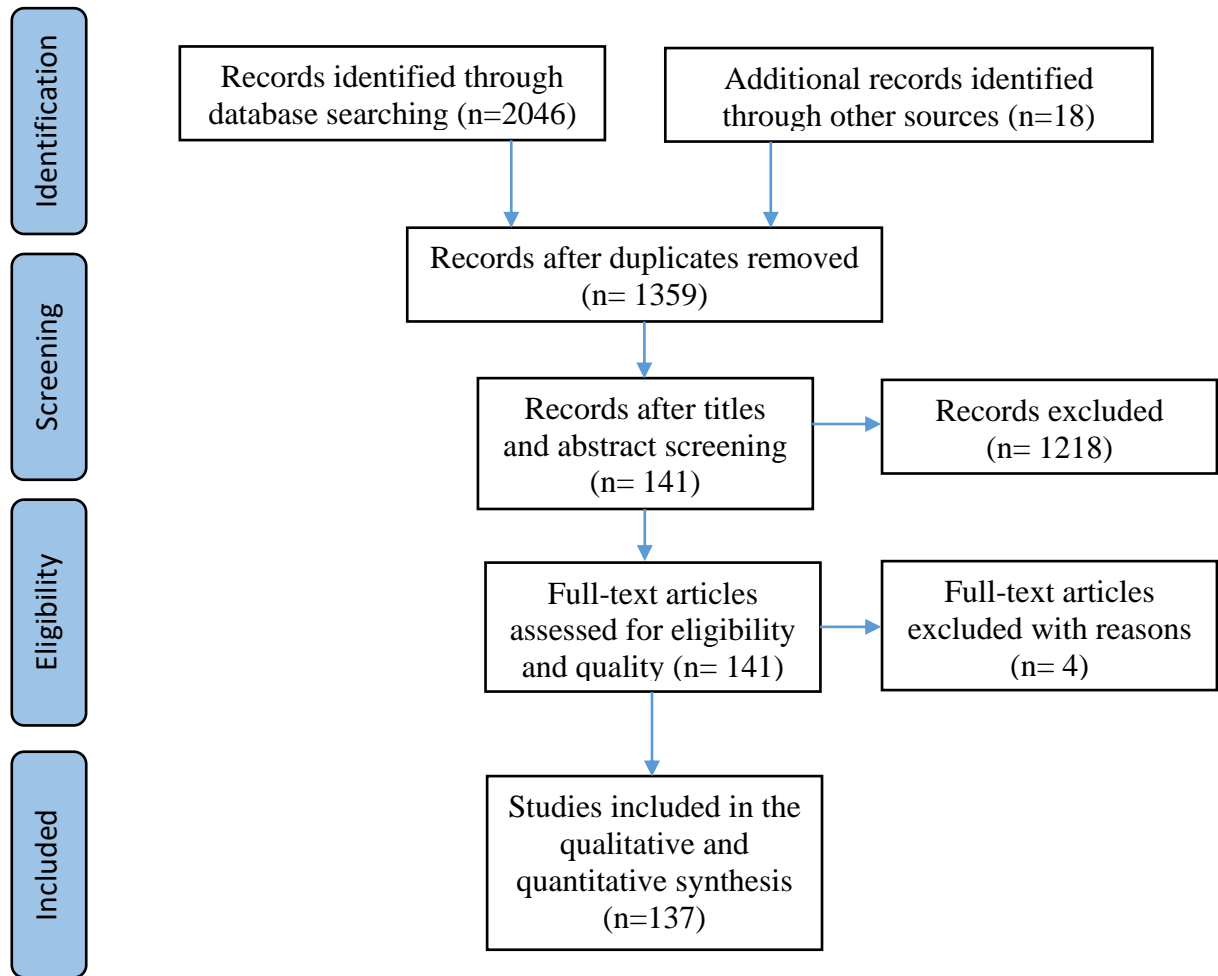 Identification
Records identified through
database searching (n=2046)
Additional records identified
through other sources (n=18)
Records after duplicates removed
(n= 1359)
Screening
Records after titles
and abstract screening
(n= 141)
Records excluded
(n= 1218)
Eligibility
Full-text articles
assessed for eligibility
and quality (n= 141)
Full-text articles
excluded with reasons
(n= 4)
Included
Studies included in the
qualitative and
quantitative synthesis
(n=137)